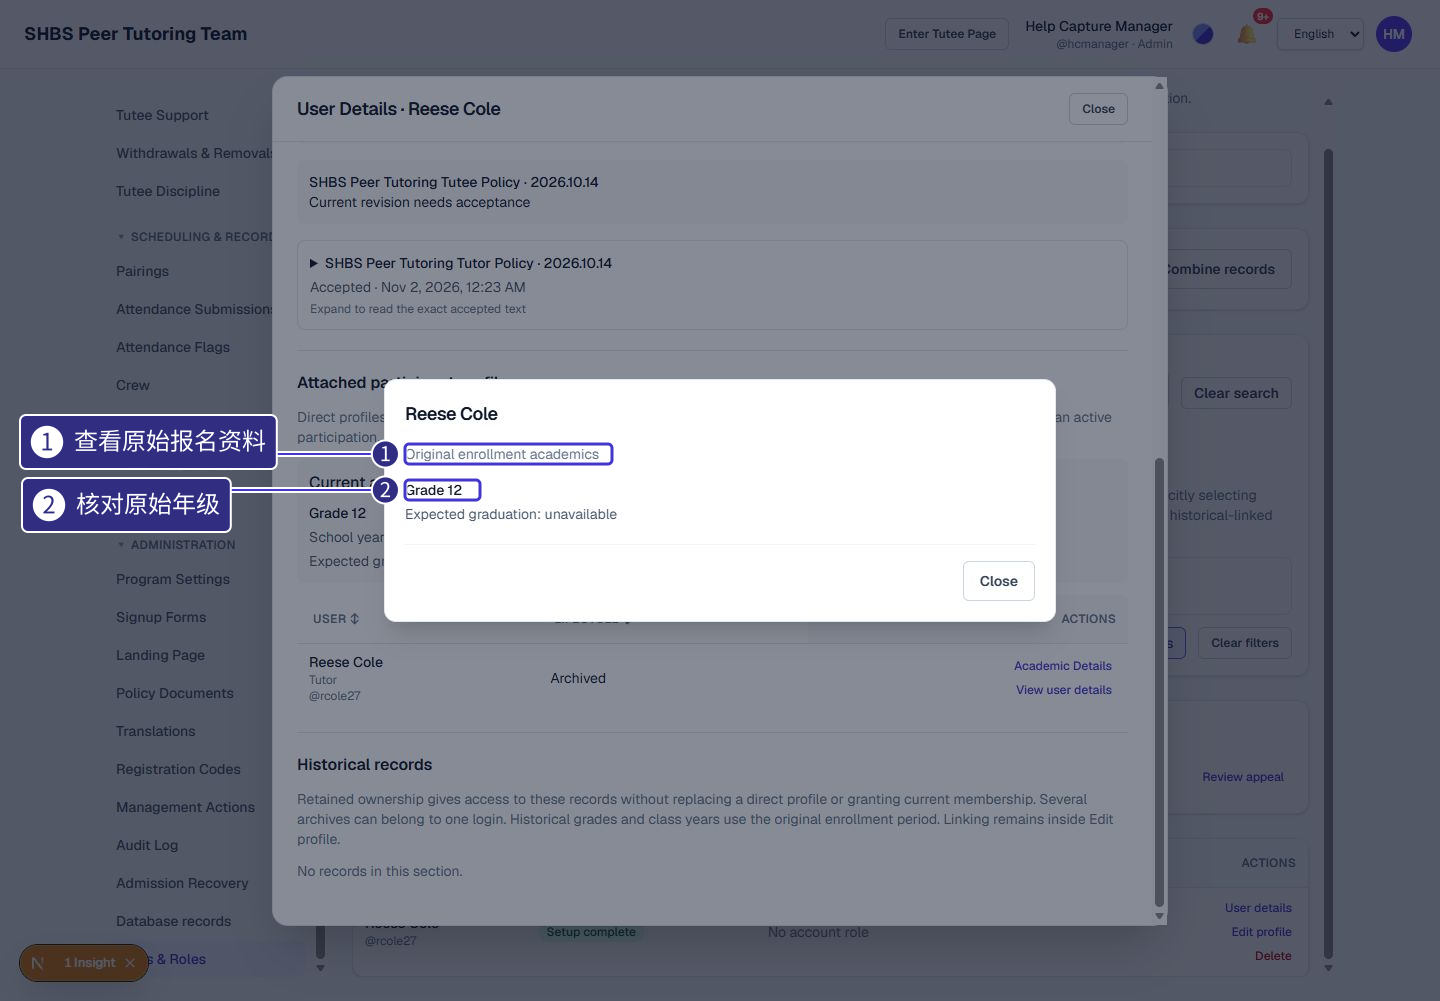 SHBS Peer Tutoring Team
Enter Tutee Page
Help Capture Manager
@hcmanager · Admin
9+
English
HM
Tutee Support
Withdrawals & Removals
Tutee Discipline
SCHEDULING & RECORD
Pairings
Attendance Submissions
Attendance Flags
Crew
ADMINISTRATION
Program Settings
Signup Forms
Landing Page
Policy Documents
Translations
Registration Codes
Management Actions
Audit Log
Admission Recovery
Database records
s & Roles
1 Insight
User Details · Reese Cole
Close
SHBS Peer Tutoring Tutee Policy · 2026.10.14
Current revision needs acceptance
SHBS Peer Tutoring Tutor Policy · 2026.10.14
Accepted · Nov 2, 2026, 12:23 AM
Expand to read the exact accepted text
Attached
Direct profiles
an active
participation
Current
Grade 12
School year
Expected
1 查看原始报名资料
2 核对原始年级
Reese Cole
1 Original enrollment academics
2 Grade 12
Expected graduation: unavailable
Close
USER
ACTIONS
Reese Cole
Tutor
@rcole27
Archived
Academic Details
View user details
Historical records
Retained ownership gives access to these records without replacing a direct profile or granting current membership. Several
archives can belong to one login. Historical grades and class years use the original enrollment period. Linking remains inside Edit
profile.
No records in this section.
tion.
Combine records
Clear search
citly selecting
historical-linked
s
Clear filters
Review appeal
ACTIONS
@rcole27
Setup complete
No account role
User details
Edit profile
Delete